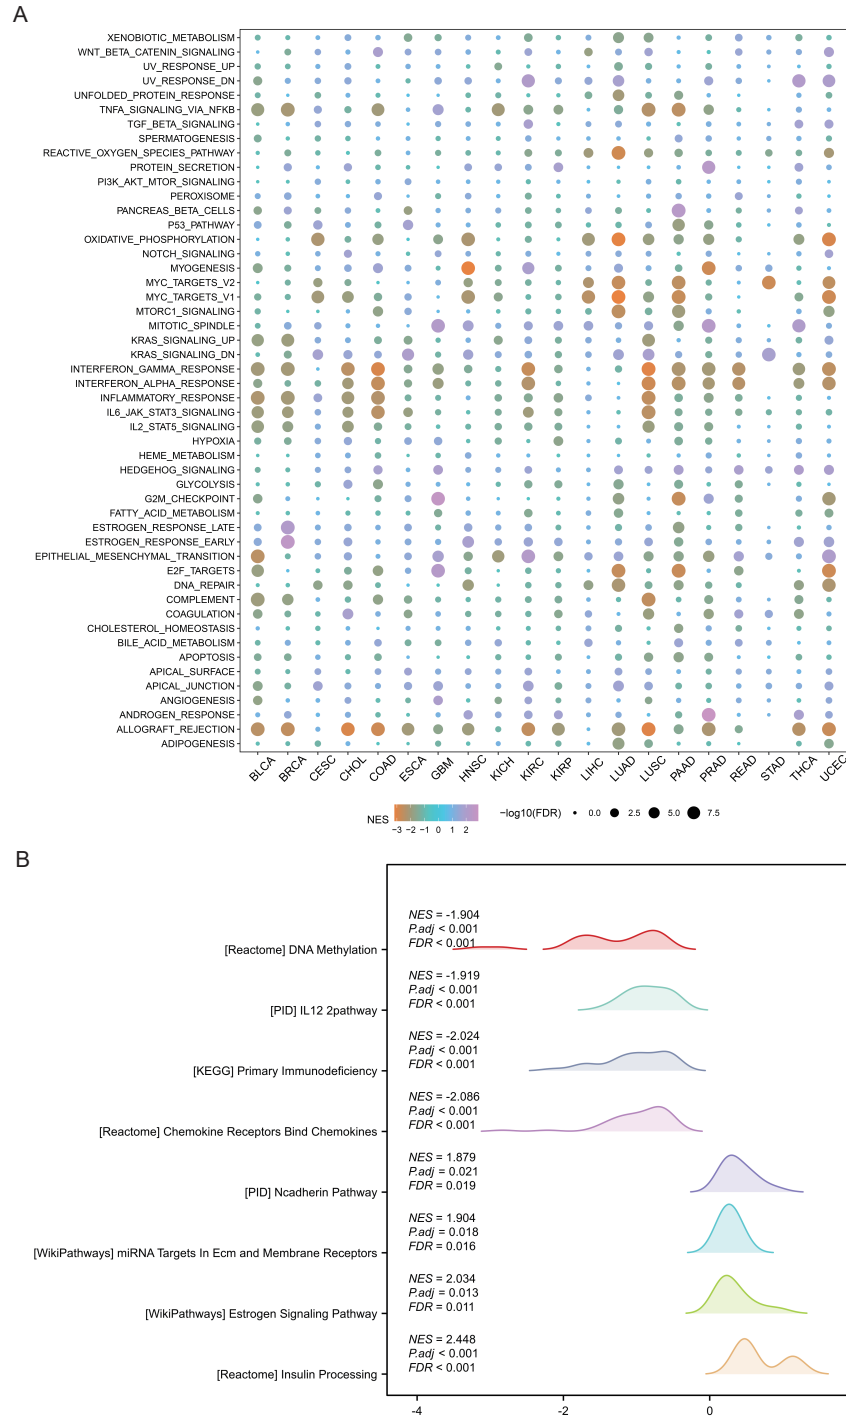 A
XENOBIOTIC_METABOLISM
WNT_BETA_CATENIN_SIGNALING
UV_RESPONSE_UP
UV_RESPONSE_DN
UNFOLDED_PROTEIN_RESPONSE
TNFA_SIGNALING_VIA_NFKB
TGF_BETA_SIGNALING
SPERMATOGENESIS
REACTIVE_OXYGEN_SPECIES_PATHWAY
PROTEIN_SECRETION
PI3K_AKT_MTOR_SIGNALING
PEROXISOME
PANCREAS_BETA_CELLS
P53_PATHWAY
OXIDATIVE_PHOSPHORYLATION
NOTCH_SIGNALING
MYOGENESIS
MYC_TARGETS_V2
MYC_TARGETS_V1
MTORC1_SIGNALING
MITOTIC_SPINDLE
KRAS_SIGNALING_UP
KRAS_SIGNALING_DN
INTERFERON_GAMMA_RESPONSE
INTERFERON_ALPHA_RESPONSE
INFLAMMATORY_RESPONSE
IL6_JAK_STAT3_SIGNALING
IL2_STAT5_SIGNALING
HYPOXIA
HEME_METABOLISM
HEDGEHOG_SIGNALING
GLYCOLYSIS
G2M_CHECKPOINT
FATTY_ACID_METABOLISM
ESTROGEN_RESPONSE_LATE
ESTROGEN_RESPONSE_EARLY
EPITHELIAL_MESENCHYMAL_TRANSITION
E2F_TARGETS
DNA_REPAIR
COMPLEMENT
COAGULATION
CHOLESTEROL_HOMEOSTASIS
BILE_ACID_METABOLISM
APOPTOSIS
APICAL_SURFACE
APICAL_JUNCTION
ANGIOGENESIS
ANDROGEN_RESPONSE
ALLOGRAFT_REJECTION
ADIPOGENESIS
BLCA BRCA CESC CHOL COAD ESCA GBM HNSC KICH KIRC KIRP LIHC LUAD LUSC PAAD PRAD READ STAD THCA UCEC
NES −3 −2 −1 0 1 2 −log10(FDR) 0.0 2.5 5.0 7.5
B
NES = -1.904
P.adj < 0.001
FDR < 0.001
[Reactome] DNA Methylation
NES = -1.919
P.adj < 0.001
FDR < 0.001
[PID] IL12 2pathway
NES = -2.024
P.adj < 0.001
FDR < 0.001
[KEGG] Primary Immunodeficiency
NES = -2.086
P.adj < 0.001
FDR < 0.001
[Reactome] Chemokine Receptors Bind Chemokines
NES = 1.879
P.adj = 0.021
FDR = 0.019
[PID] Ncadherin Pathway
NES = 1.904
P.adj = 0.018
FDR = 0.016
[WikiPathways] miRNA Targets In Ecm and Membrane Receptors
NES = 2.034
P.adj = 0.013
FDR = 0.011
[WikiPathways] Estrogen Signaling Pathway
NES = 2.448
P.adj < 0.001
FDR < 0.001
[Reactome] Insulin Processing
-4 -2 0